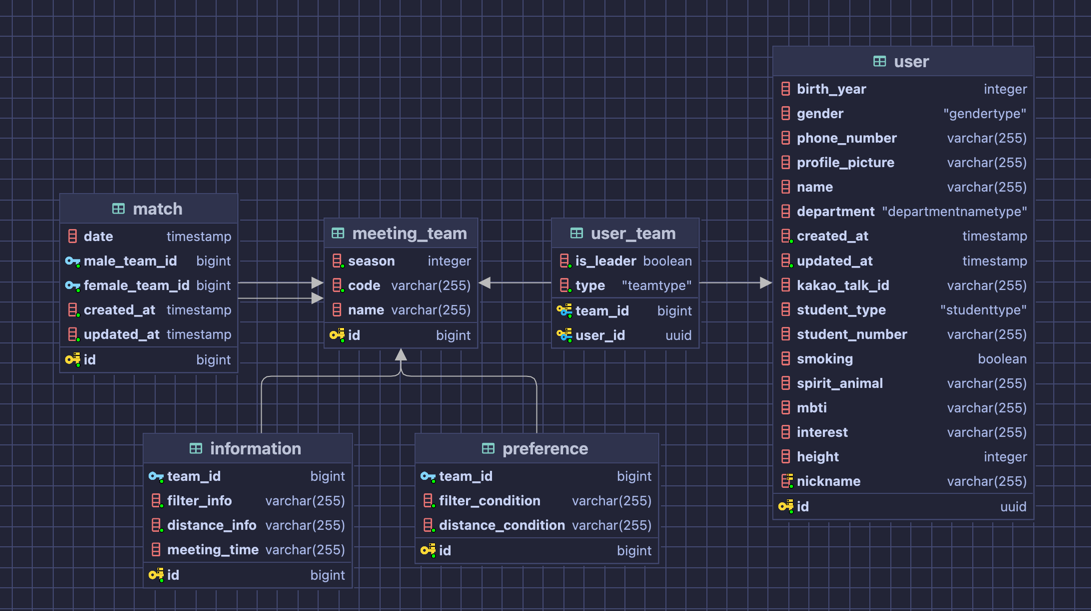 match
date timestamp
male_team_id bigint
female_team_id bigint
created_at timestamp
updated_at timestamp
id bigint
meeting_team
season integer
code varchar(255)
name varchar(255)
id bigint
user_team
is_leader boolean
type "teamtype"
team_id bigint
user_id uuid
user
birth_year integer
gender "gendertype"
phone_number varchar(255)
profile_picture varchar(255)
name varchar(255)
department "departmentnametype"
created_at timestamp
updated_at timestamp
kakao_talk_id varchar(255)
student_type "studenttype"
student_number varchar(255)
smoking boolean
spirit_animal varchar(255)
mbti varchar(255)
interest varchar(255)
height integer
nickname varchar(255)
id uuid
information
team_id bigint
filter_info varchar(255)
distance_info varchar(255)
meeting_time varchar(255)
id bigint
preference
team_id bigint
filter_condition varchar(255)
distance_condition varchar(255)
id bigint